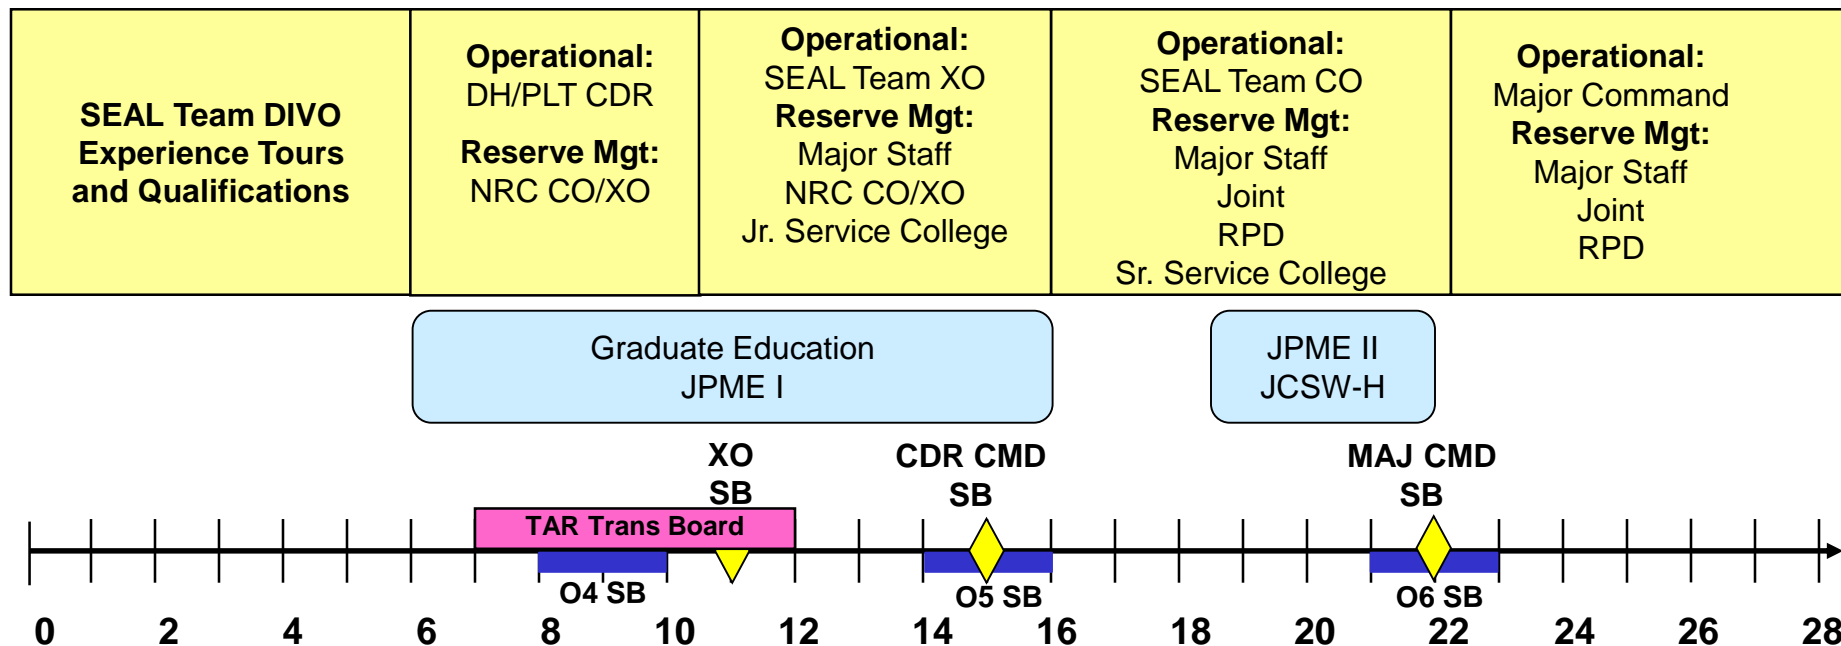 SEAL Team DIVO
Experience Tours
and Qualifications
Operational:
DH/PLT CDR
Reserve Mgt:
NRC CO/XO
Operational:
SEAL Team XO
Reserve Mgt:
Major Staff
NRC CO/XO
Jr. Service College
Operational:
SEAL Team CO
Reserve Mgt:
Major Staff
Joint
RPD
Sr. Service College
Operational:
Major Command
Reserve Mgt:
Major Staff
Joint
RPD
Graduate Education
JPME I
JPME II
JCSW-H
XO
SB
CDR CMD
SB
MAJ CMD
SB
TAR Trans Board
O4 SB
O5 SB
O6 SB
0 2 4 6 8 10 12 14 16 18 20 22 24 26 28